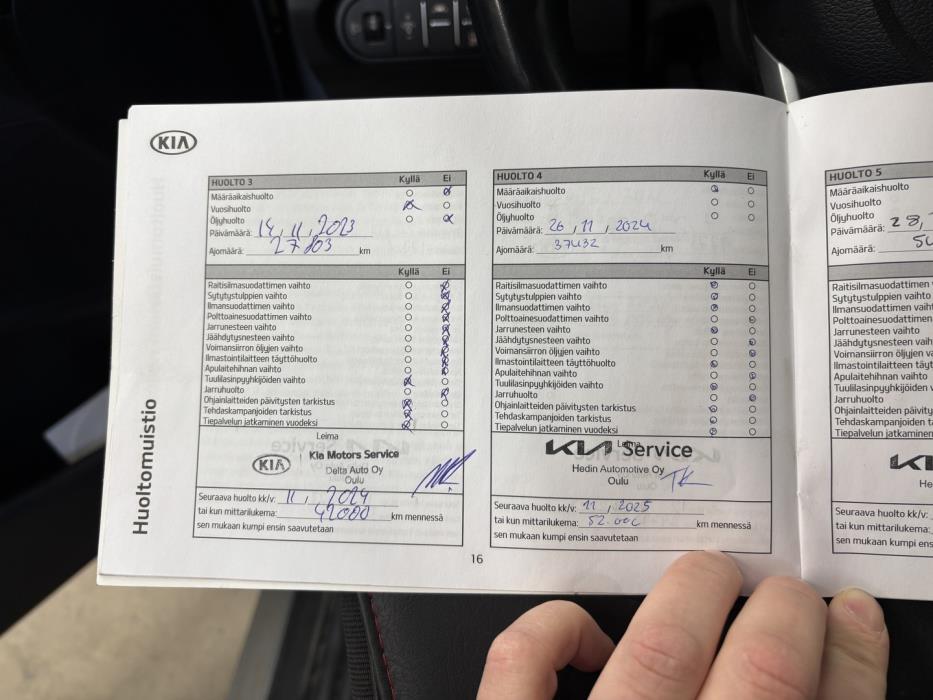 KIA
Huoltomuistio
HUOLTO 3 Kyllä Ei
Määräaikaishuolto
Vuosihuolto
Öljyhuolto
Päivämäärä: 14, 11, 2023
Ajomäärä: 27803 km
Kyllä Ei
Raitisilmasuodattimen vaihto
Sytytystulppien vaihto
Ilmansuodattimen vaihto
Polttoainesuodattimen vaihto
Jarrunesteen vaihto
Jäähdytysnesteen vaihto
Voimansiirron öljyjen vaihto
Ilmastointilaitteen täyttöhuolto
Apulaitehihnan vaihto
Tuulilasinpyyhkijöiden vaihto
Jarruhuolto
Ohjainlaitteiden päivitysten tarkistus
Tehdaskampanjoiden tarkistus
Tiepalvelun jatkaminen vuodeksi
Leima
KIA Kia Motors Service
Delta Auto Oy
Oulu
Seuraava huolto kk/v: 11, 2024
tai kun mittarilukema: 42000 km mennessä
sen mukaan kumpi ensin saavutetaan
HUOLTO 4 Kyllä Ei
Määräaikaishuolto
Vuosihuolto
Öljyhuolto
Päivämäärä: 26, 11, 2024
Ajomäärä: 37432 km
Kyllä Ei
Raitisilmasuodattimen vaihto
Sytytystulppien vaihto
Ilmansuodattimen vaihto
Polttoainesuodattimen vaihto
Jarrunesteen vaihto
Jäähdytysnesteen vaihto
Voimansiirron öljyjen vaihto
Ilmastointilaitteen täyttöhuolto
Apulaitehihnan vaihto
Tuulilasinpyyhkijöiden vaihto
Jarruhuolto
Ohjainlaitteiden päivitysten tarkistus
Tehdaskampanjoiden tarkistus
Tiepalvelun jatkaminen vuodeksi
Leima
KIA Service
Hedin Automotive Oy
Oulu TK
Seuraava huolto kk/v: 11, 2025
tai kun mittarilukema: 52.000 km mennessä
sen mukaan kumpi ensin saavutetaan
16
HUOLTO 5
Määräaikaishuolto
Vuosihuolto
Öljyhuolto
Päivämäärä: 28,
Ajomäärä:
Raitisilmasuodattimen
Sytytystulppien vaihto
Ilmansuodattimen vaihto
Polttoainesuodattimen
Jarrunesteen vaihto
Jäähdytysnesteen vaih
Voimansiirron öljyjen va
Ilmastointilaitteen täytt
Apulaitehihnan vaihto
Tuulilasinpyyhkijöiden v
Jarruhuolto
Ohjainlaitteiden päivity
Tehdaskampanjoiden t
Tiepalvelun jatkaminen
He
Seuraava huolto kk/v:
tai kun mittarilukema:
sen mukaan kumpi ens